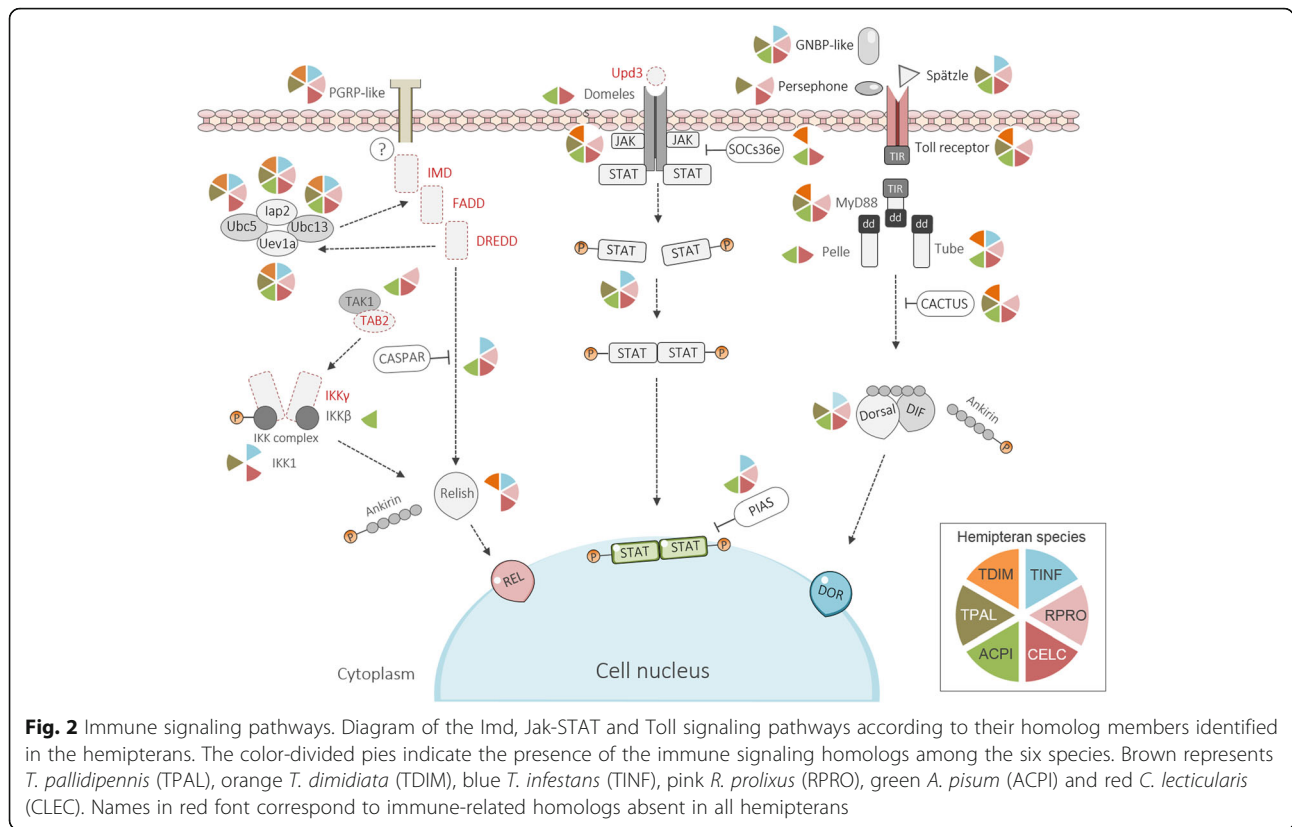 GNBP-like
Upd3
Spätzle
PGRP-like
Domeles
s
Persephone
?
JAK
JAK
SOCs36e
TIR
Toll receptor
IMD
STAT
STAT
TIR
Iap2
FADD
MyD88
dd
Ubc5
Ubc13
dd
dd
Uev1a
DREDD
P
STAT
STAT
P
Pelle
Tube
TAK1
TAB2
CACTUS
CASPAR
P
STAT
STAT
P
IKKγ
P
IKKβ
IKK complex
Dorsal
DIF
Ankirin
P
IKK1
Relish
Ankirin
P
PIAS
P
STAT
STAT
P
REL
DOR
Hemipteran species
TDIM
TINF
TPAL
RPRO
ACPI
CELC
Cytoplasm
Cell nucleus
Fig. 2 Immune signaling pathways. Diagram of the Imd, Jak-STAT and Toll signaling pathways according to their homolog members identified
in the hemipterans. The color-divided pies indicate the presence of the immune signaling homologs among the six species. Brown represents
T. pallidipennis (TPAL), orange T. dimidiata (TDIM), blue T. infestans (TINF), pink R. prolixus (RPRO), green A. pisum (ACPI) and red C. lecticularis
(CLEC). Names in red font correspond to immune-related homologs absent in all hemipterans